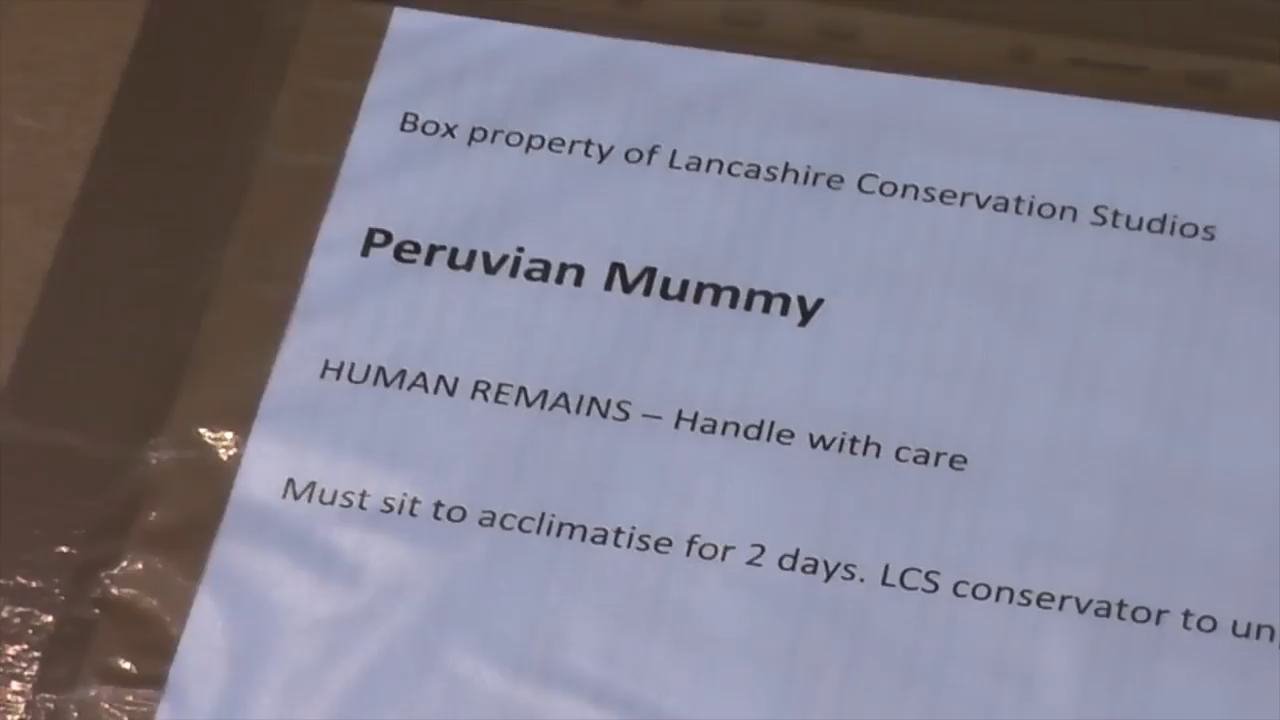 Box property of Lancashire Conservation Studios
Peruvian Mummy
HUMAN REMAINS – Handle with care
Must sit to acclimatise for 2 days. LCS conservator to un